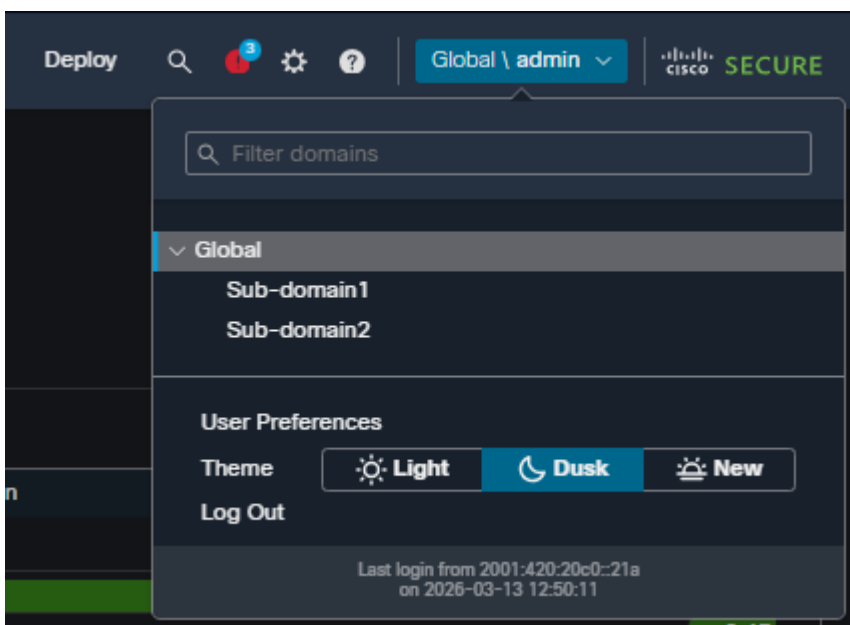 Deploy
3
?
Global \ admin
cisco SECURE
Filter domains
Global
Sub-domain1
Sub-domain2
User Preferences
Theme
Light
Dusk
New
Log Out
n
Last login from 2001:420:20c0::21a
on 2026-03-13 12:50:11